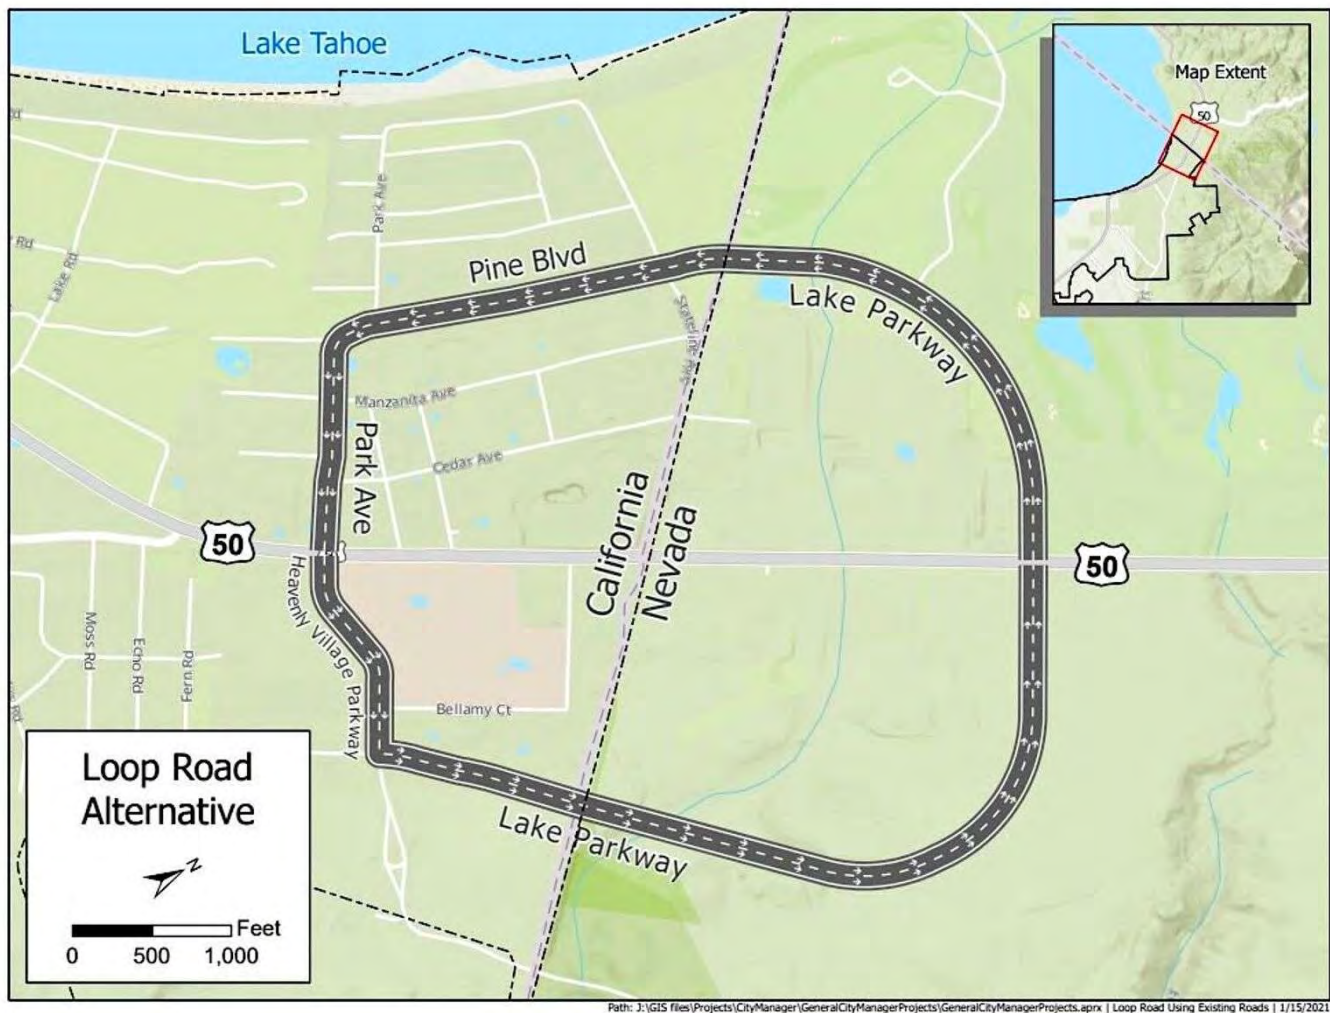 Lake Tahoe
Map Extent
50
Park Ave
Rd
Lake Rd
Pine Blvd
Lake Parkway
Stateline Ave
Manzanita Ave
Park Ave
Cedar Ave
California
Nevada
50
50
Heavenly Village Parkway
Moss Rd
Echo Rd
Fern Rd
Bellamy Ct
Lake Parkway
Loop Road
Alternative
N
Feet
0 500 1,000
Path: J:\GIS files\Projects\CityManager\GeneralCityManagerProjects\GeneralCityManagerProjects.aprx | Loop Road Using Existing Roads | 1/15/2021